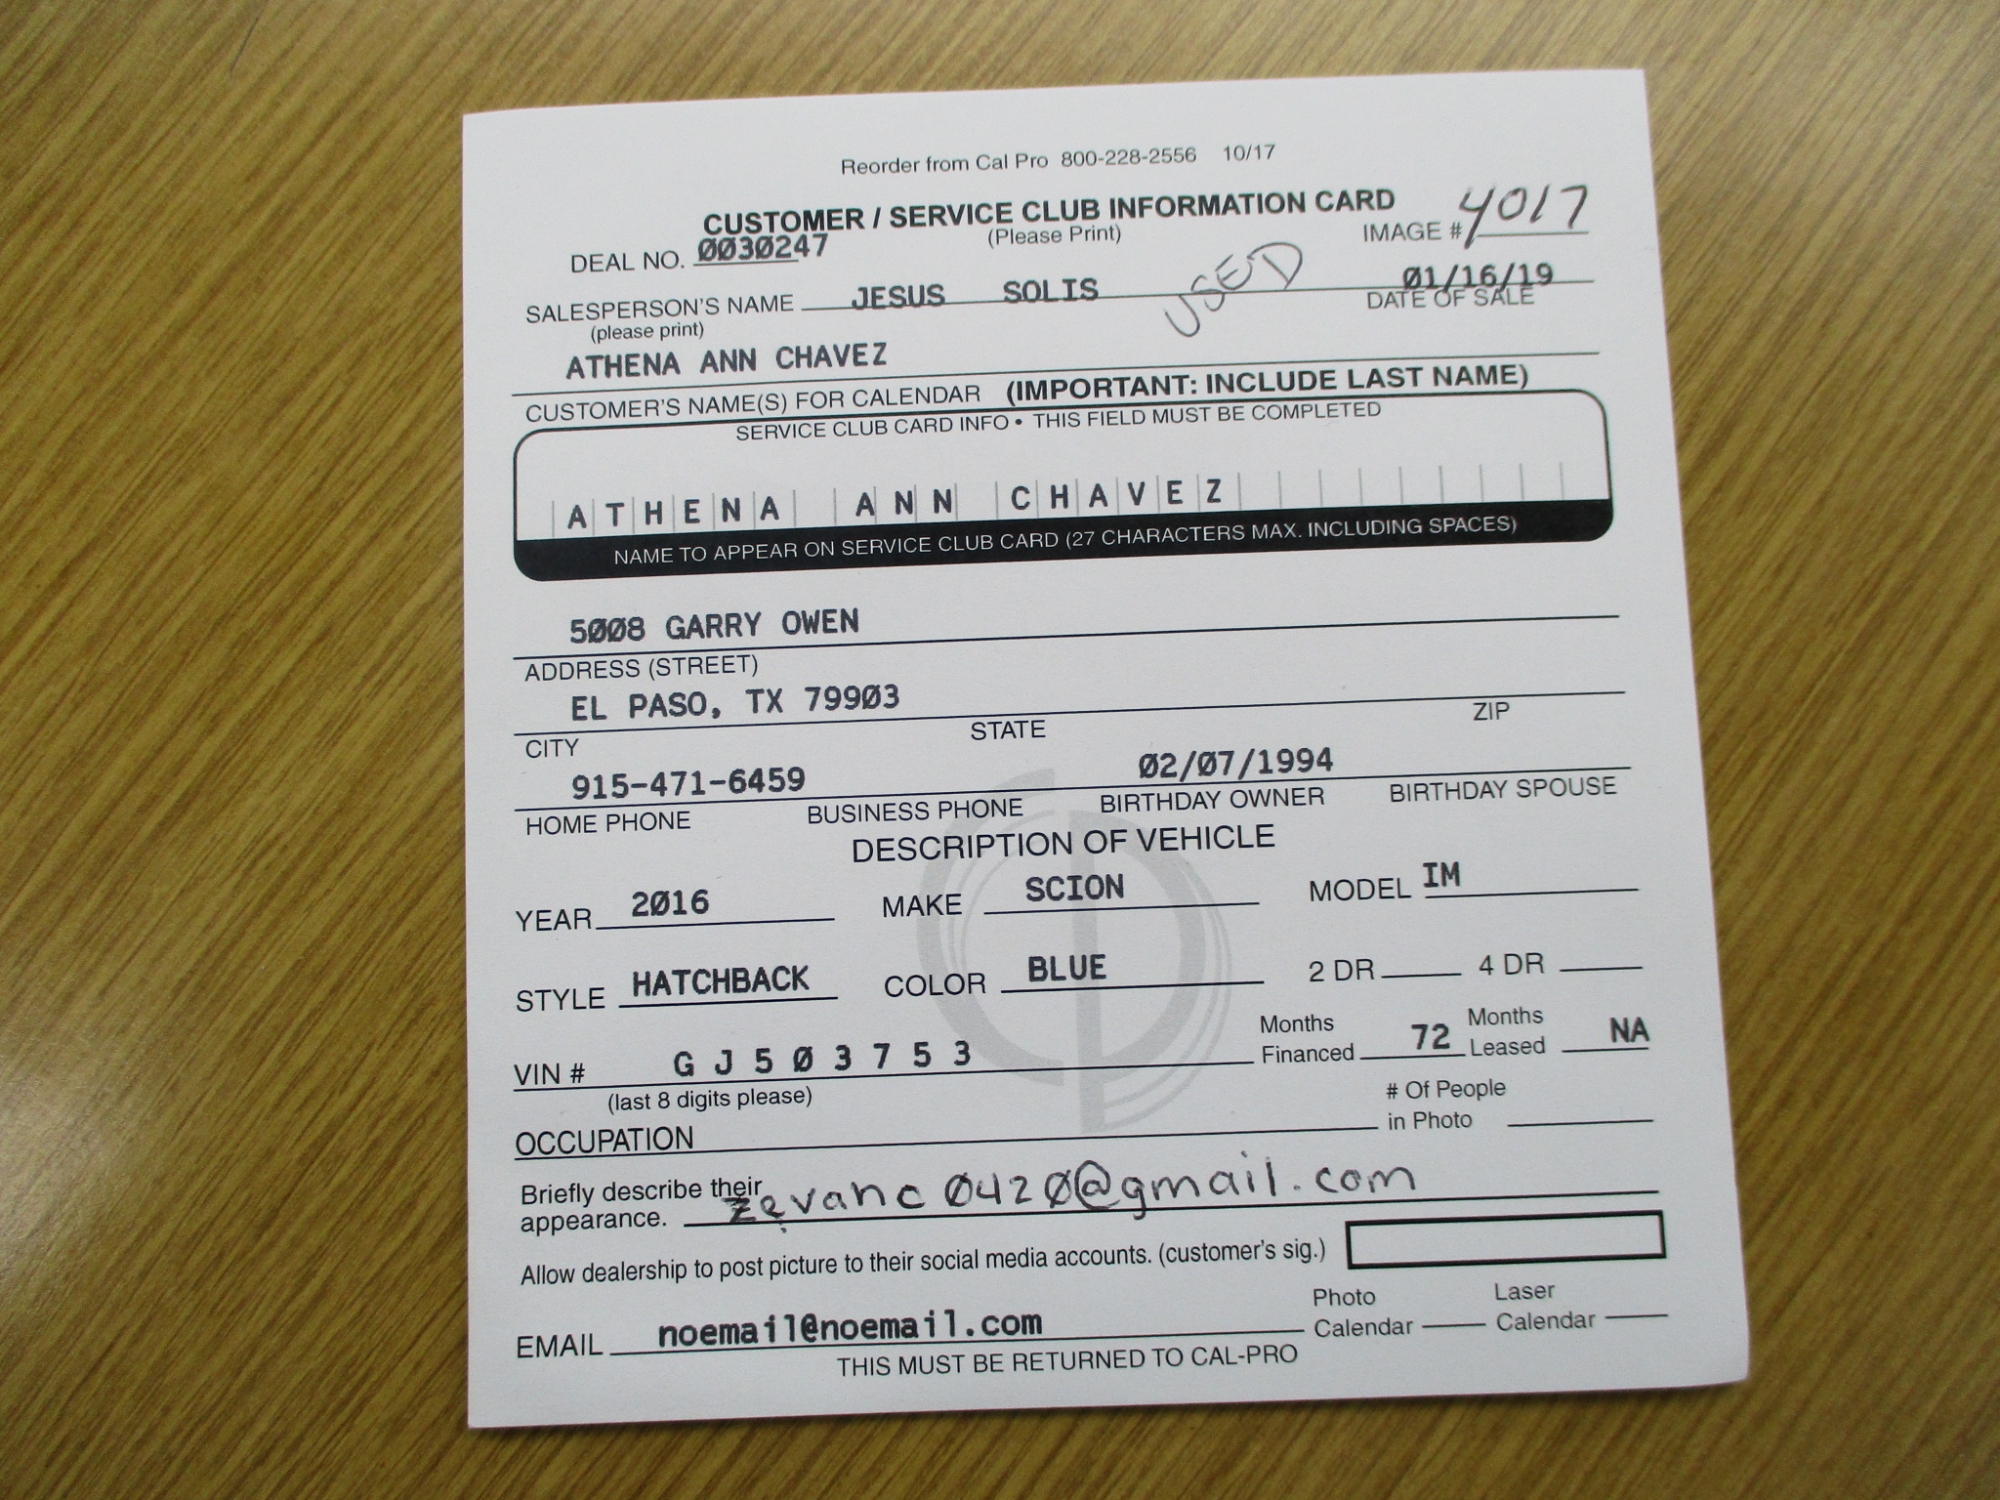 Reorder from Cal Pro 800-228-2556 10/17
CUSTOMER / SERVICE CLUB INFORMATION CARD
(Please Print)
IMAGE # 4017
DEAL NO. 0030247
USED
SALESPERSON'S NAME JESUS SOLIS 01/16/19
(please print) DATE OF SALE
ATHENA ANN CHAVEZ
CUSTOMER'S NAME(S) FOR CALENDAR (IMPORTANT: INCLUDE LAST NAME)
SERVICE CLUB CARD INFO • THIS FIELD MUST BE COMPLETED
ATHENA ANN CHAVEZ
NAME TO APPEAR ON SERVICE CLUB CARD (27 CHARACTERS MAX. INCLUDING SPACES)
5008 GARRY OWEN
ADDRESS (STREET)
EL PASO, TX 79903
CITY STATE ZIP
915-471-6459 02/07/1994
HOME PHONE BUSINESS PHONE BIRTHDAY OWNER BIRTHDAY SPOUSE
DESCRIPTION OF VEHICLE
YEAR 2016 MAKE SCION MODEL IM
STYLE HATCHBACK COLOR BLUE 2 DR 4 DR
VIN # G J 5 0 3 7 5 3 Months Financed 72 Months Leased NA
(last 8 digits please)
OCCUPATION # Of People in Photo
Briefly describe their appearance. zevanc0420@gmail.com
Allow dealership to post picture to their social media accounts. (customer's sig.)
EMAIL noemail@noemail.com Photo Calendar Laser Calendar
THIS MUST BE RETURNED TO CAL-PRO